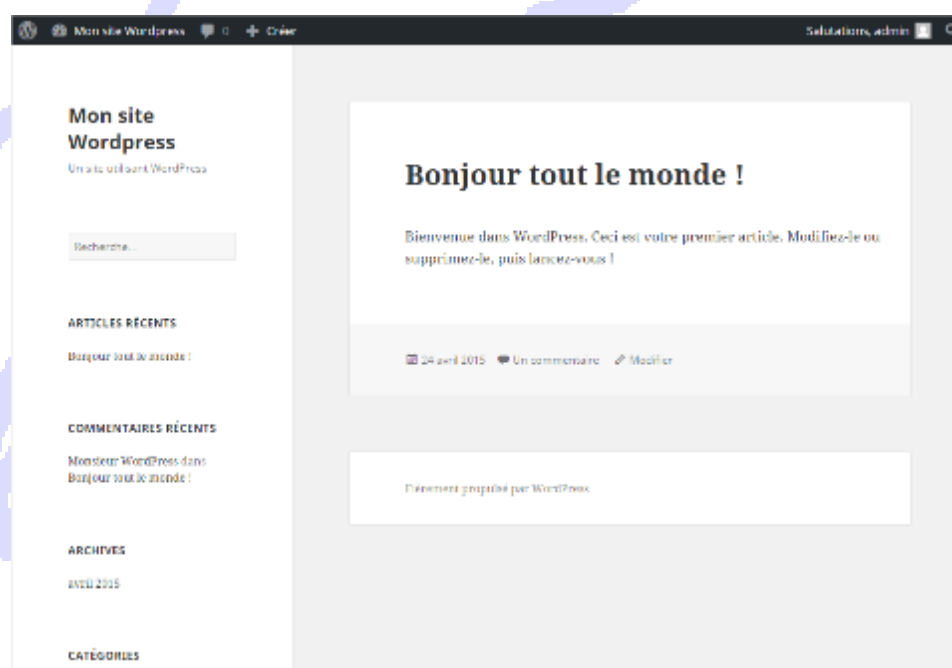 Mon site Wordpress 0 Créer
Salutations, admin
Mon site
Wordpress
Un site utilisant WordPress
Recherche...
ARTICLES RÉCENTS
Bonjour tout le monde !
COMMENTAIRES RÉCENTS
Monsieur WordPress dans
Bonjour tout le monde !
ARCHIVES
avril 2015
CATÉGORIES
Bonjour tout le monde !
Bienvenue dans WordPress. Ceci est votre premier article. Modifiez-le ou
supprimez-le, puis lancez-vous !
24 avril 2015 Un commentaire Modifier
Fièrement propulsé par WordPress